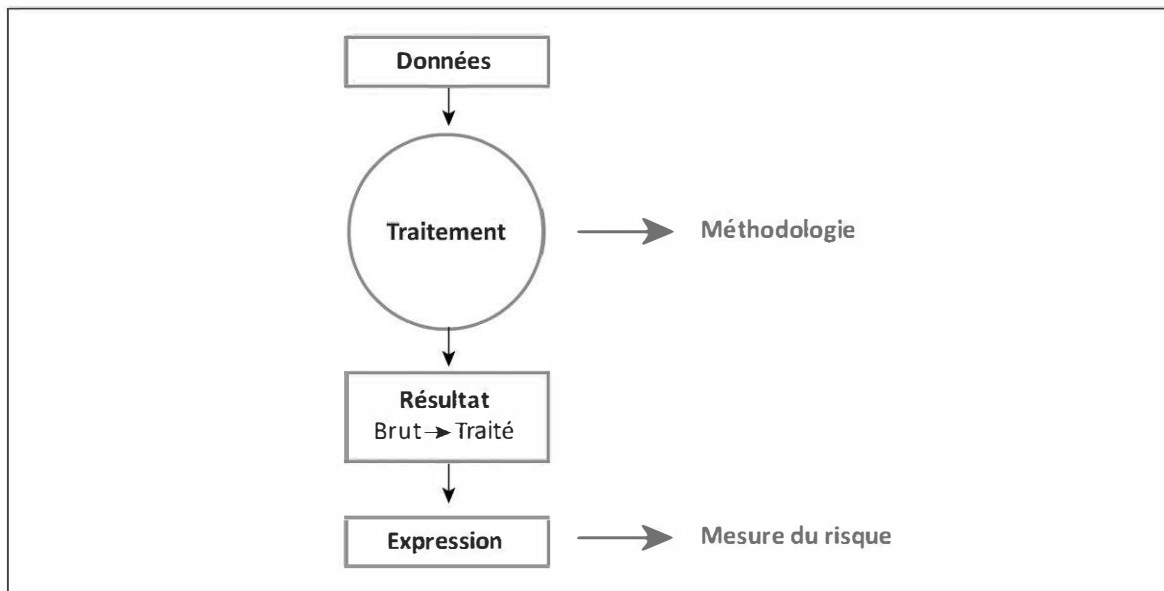 Données
Traitement
Méthodologie
Résultat
Brut → Traité
Expression
Mesure du risque